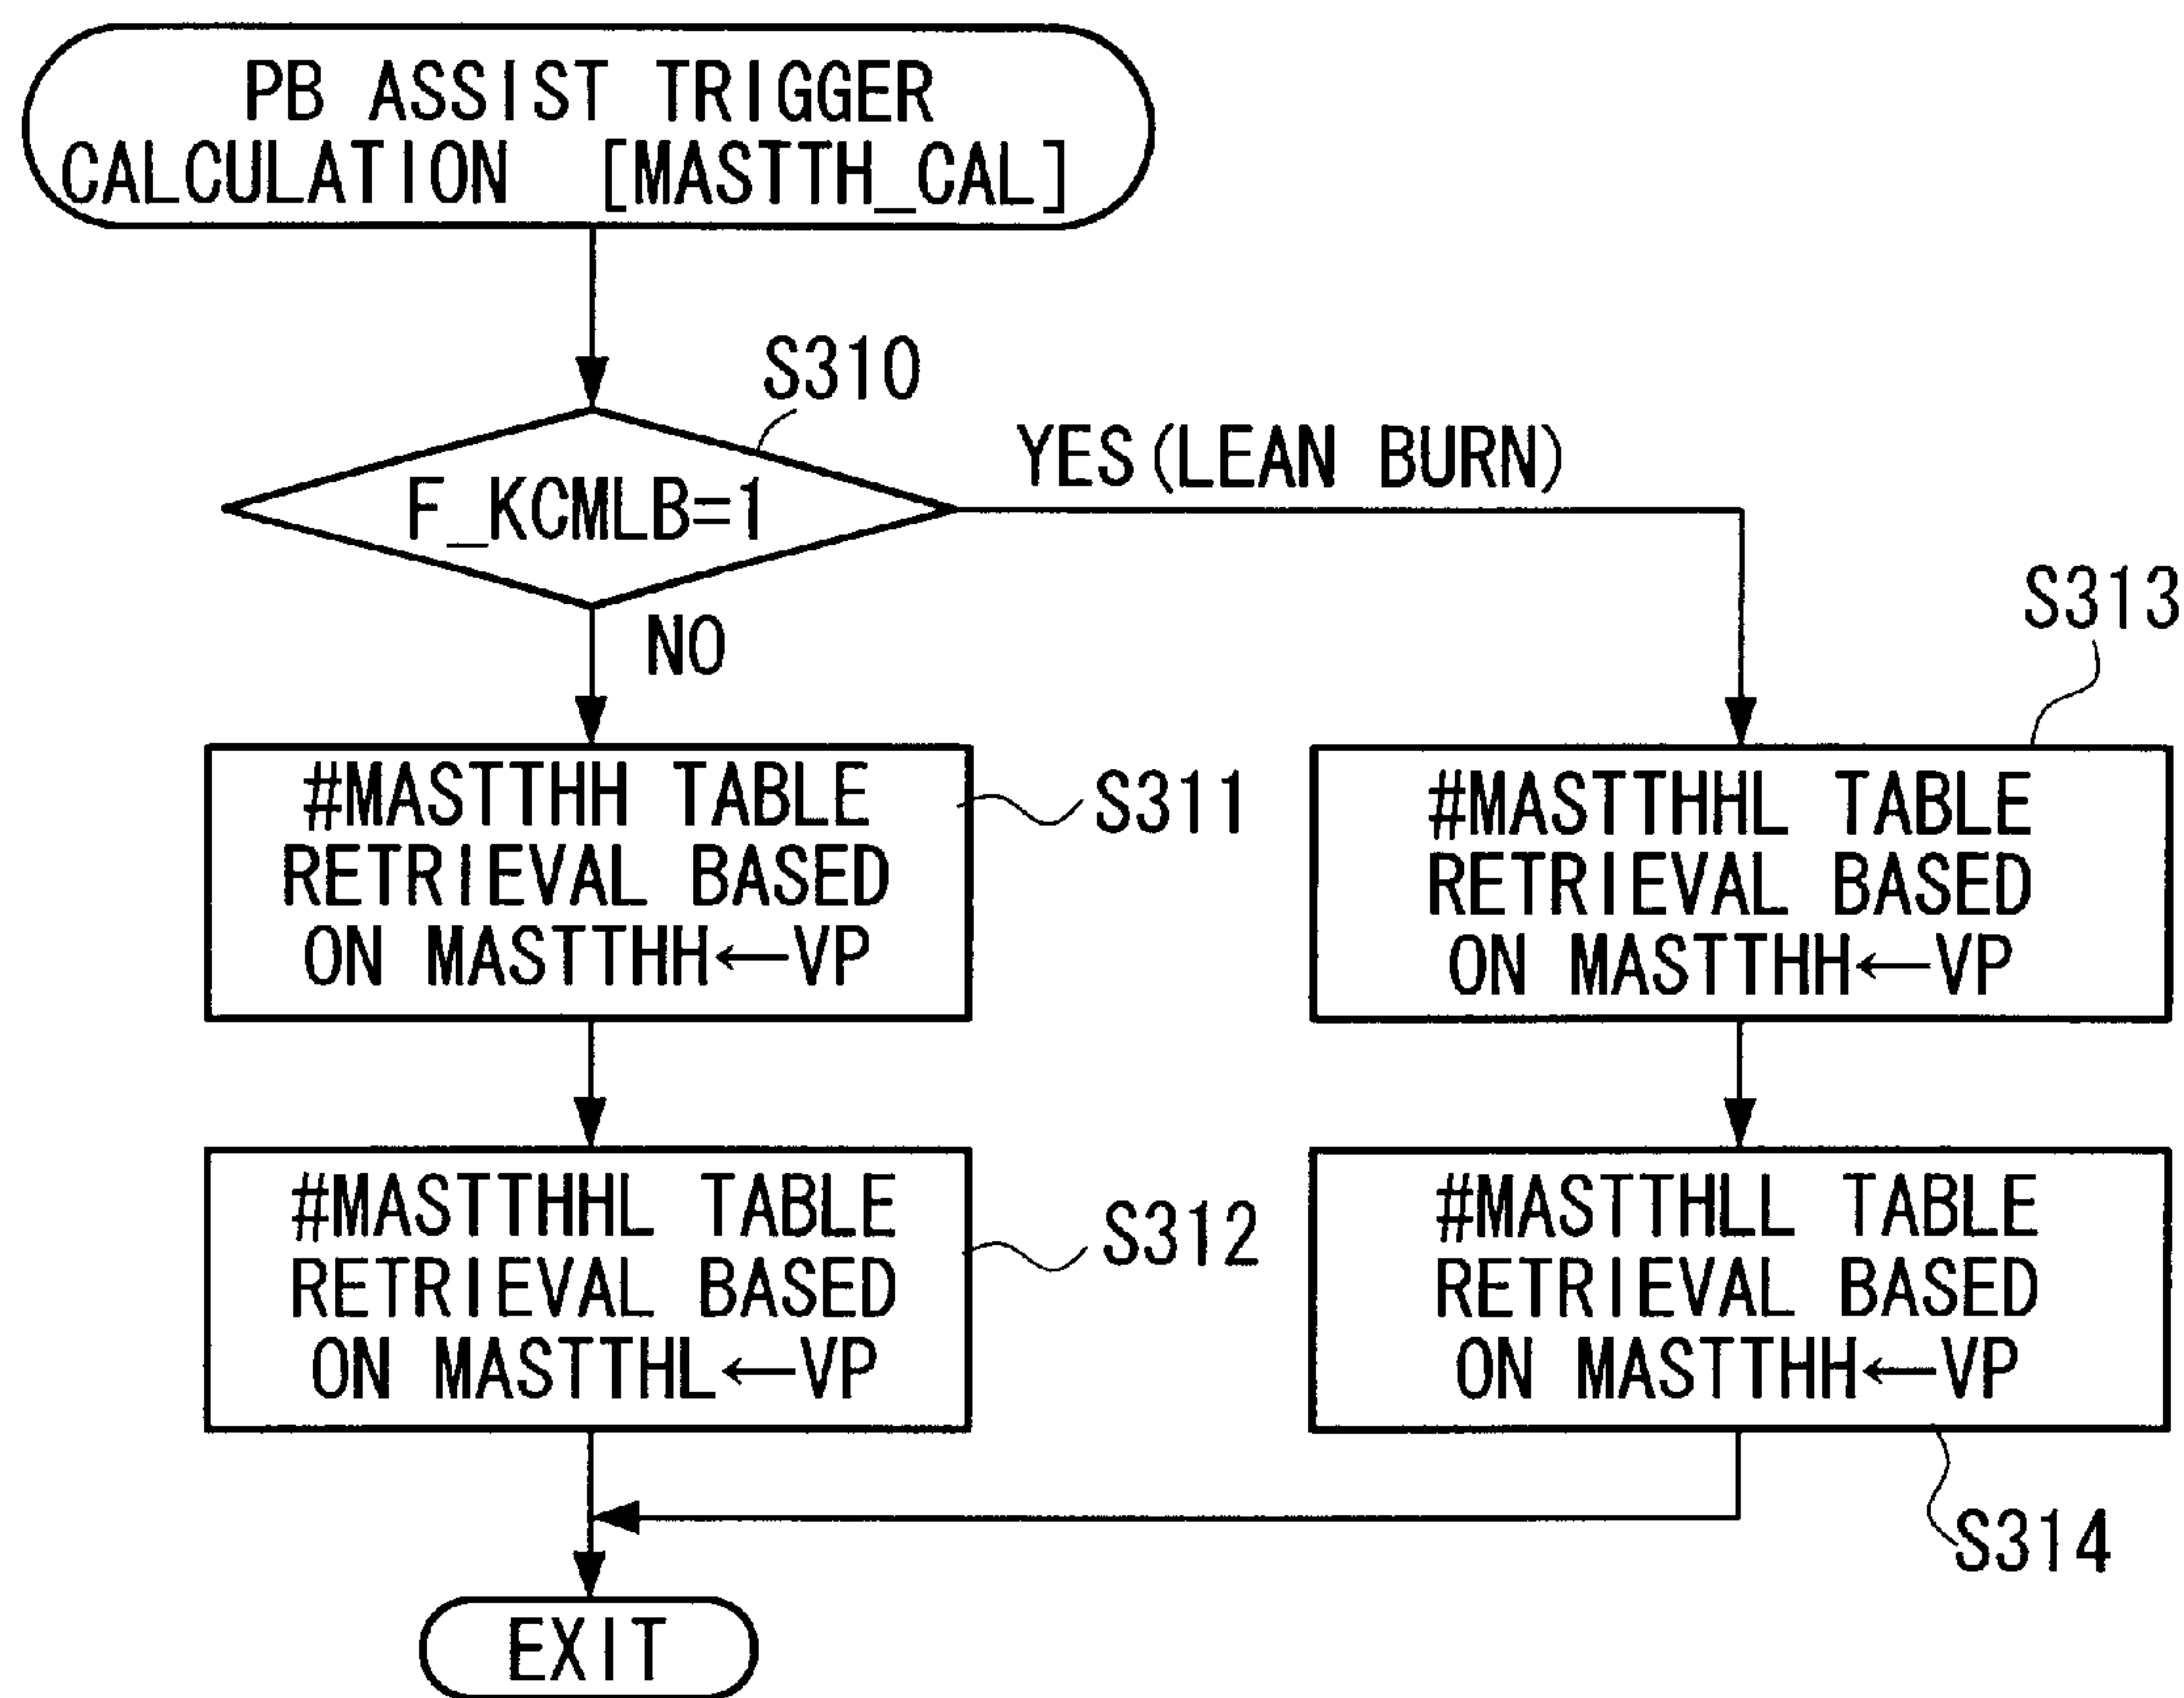 PB ASSIST TRIGGER
CALCULATION [MASTTH_CAL]
S310
F_KCMLB=1
YES(LEAN BURN)
NO
S313
#MASTTHH TABLE
RETRIEVAL BASED
ON MASTTHH←VP
S311
#MASTTHHL TABLE
RETRIEVAL BASED
ON MASTTHH←VP
#MASTTHHL TABLE
RETRIEVAL BASED
ON MASTTHL←VP
S312
#MASTTHLL TABLE
RETRIEVAL BASED
ON MASTTHH←VP
S314
EXIT